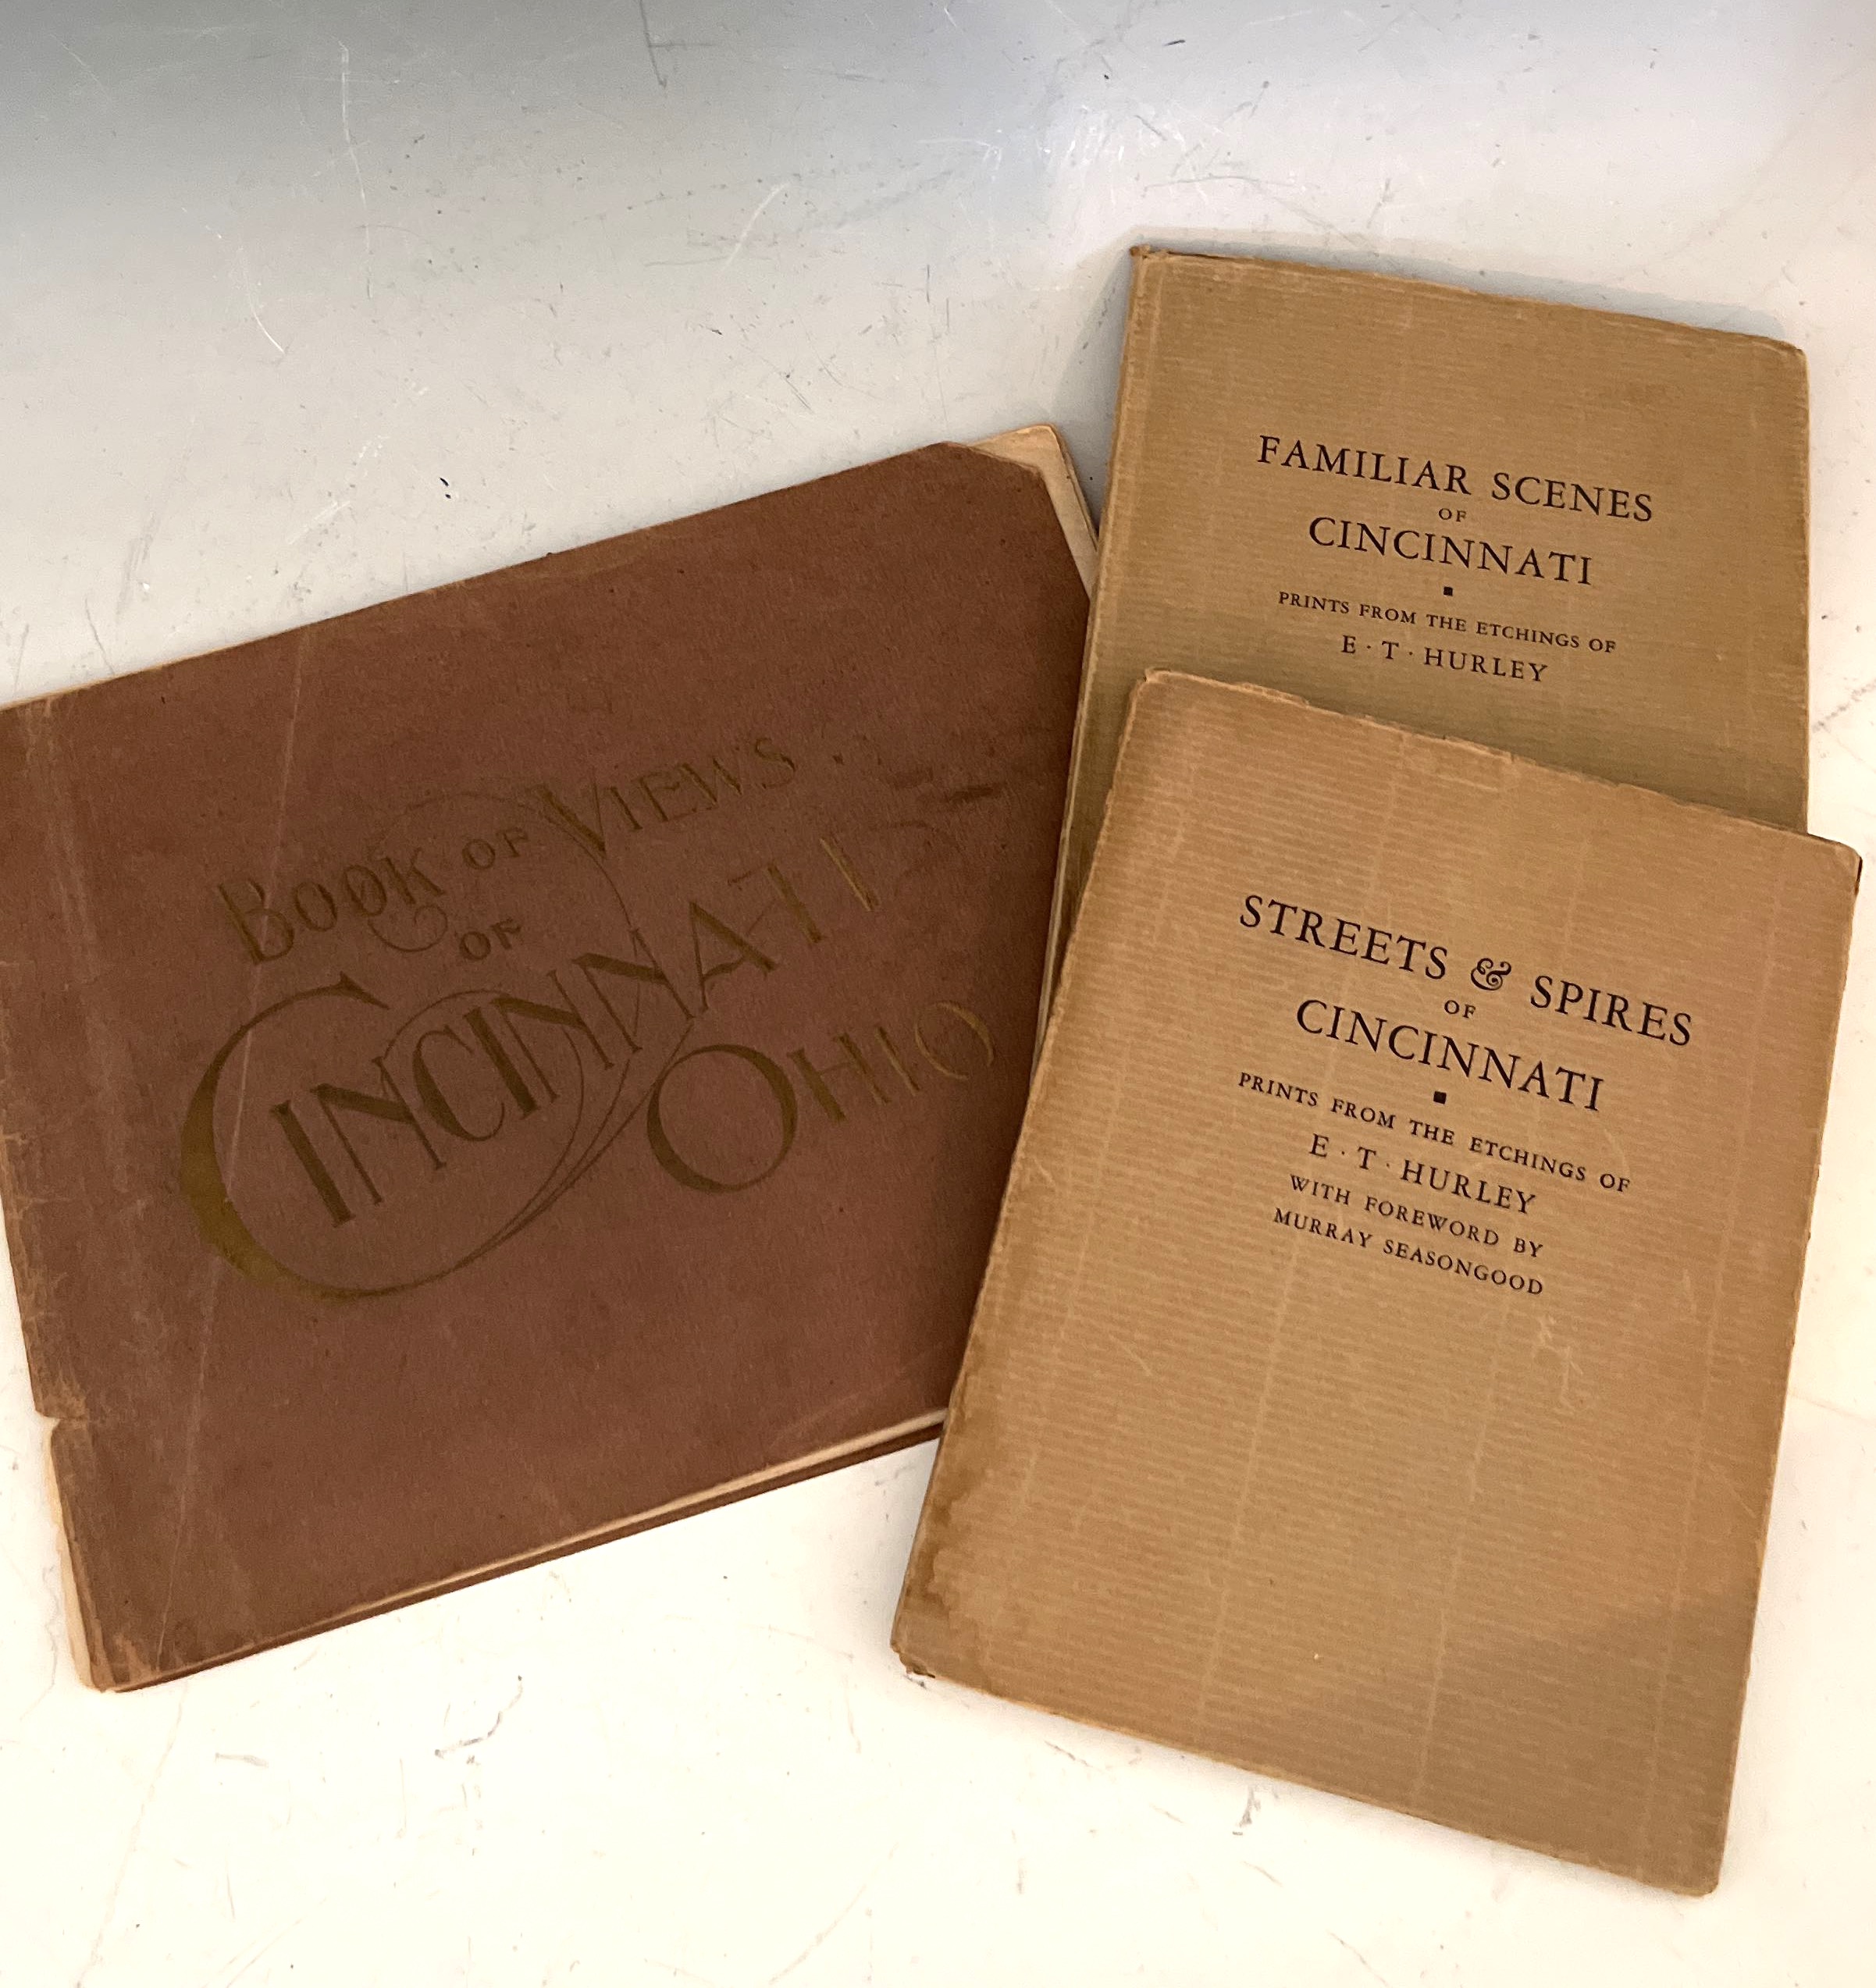 BOOK OF VIEWS
OF
CINCINNATI
OHIO
FAMILIAR SCENES
OF
CINCINNATI
PRINTS FROM THE ETCHINGS OF
E · T · HURLEY
STREETS & SPIRES
OF
CINCINNATI
PRINTS FROM THE ETCHINGS OF
E · T · HURLEY
WITH FOREWORD BY
MURRAY SEASONGOOD